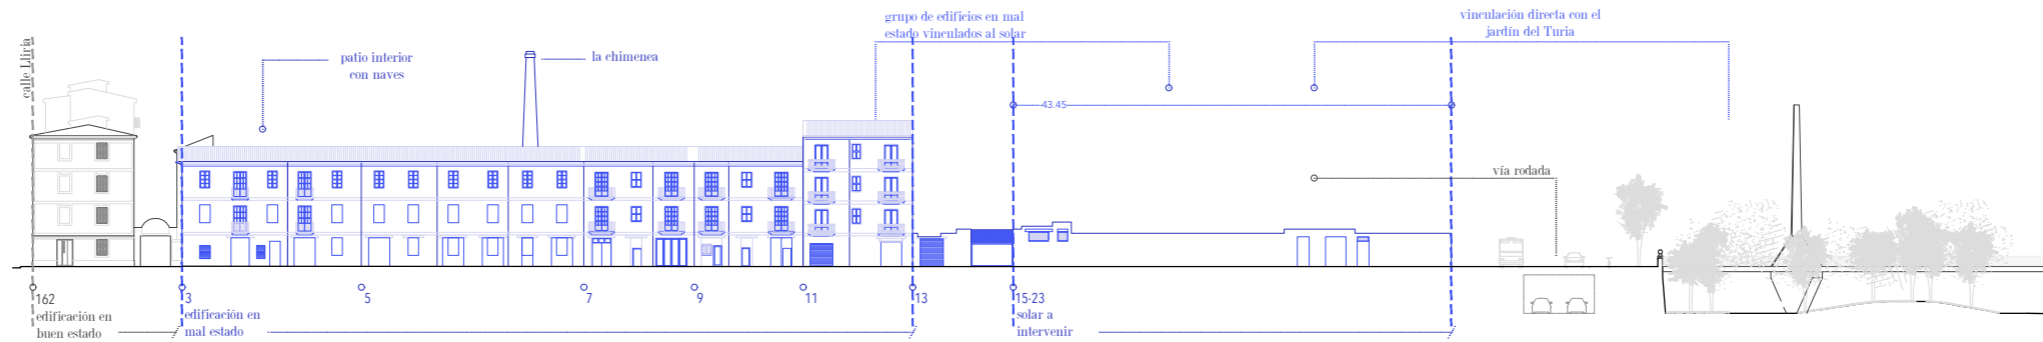 calle Llíria
patio interior
con naves
la chimenea
grupo de edificios en mal
estado vinculados al solar
vinculación directa con el
jardín del Turia
43.45
vía rodada
162
3
5
7
9
11
13
15-23
edificación en
buen estado
edificación en
mal estado
solar a
intervenir